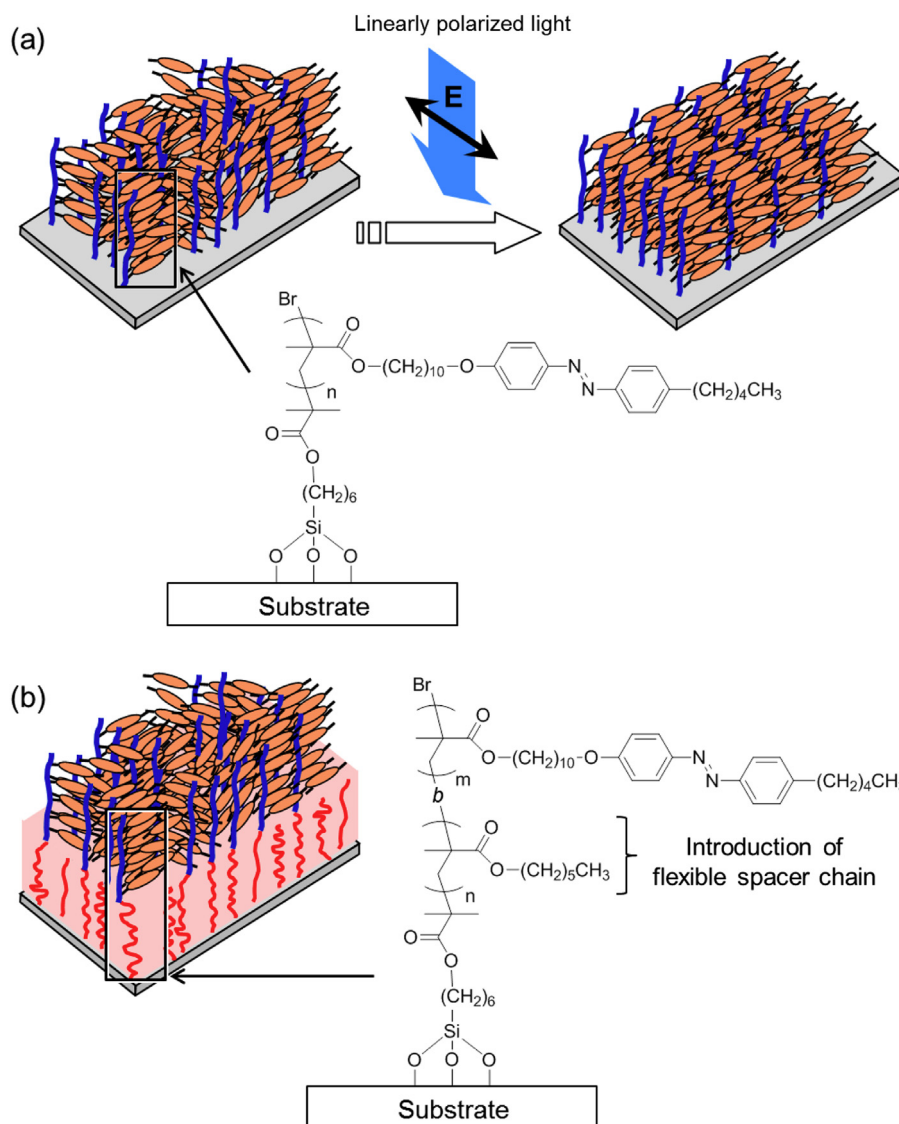 (a)
Linearly polarized light
E
Br
O
O
(CH2)10
O
N
N
(CH2)4CH3
n
O
O
(CH2)6
Si
O
O
O
Substrate
(b)
Br
O
O
(CH2)10
O
N
N
(CH2)4CH
m
b
O
O
(CH2)5CH3
n
Introduction of
flexible spacer chain
O
O
(CH2)6
Si
O
O
O
Substrate